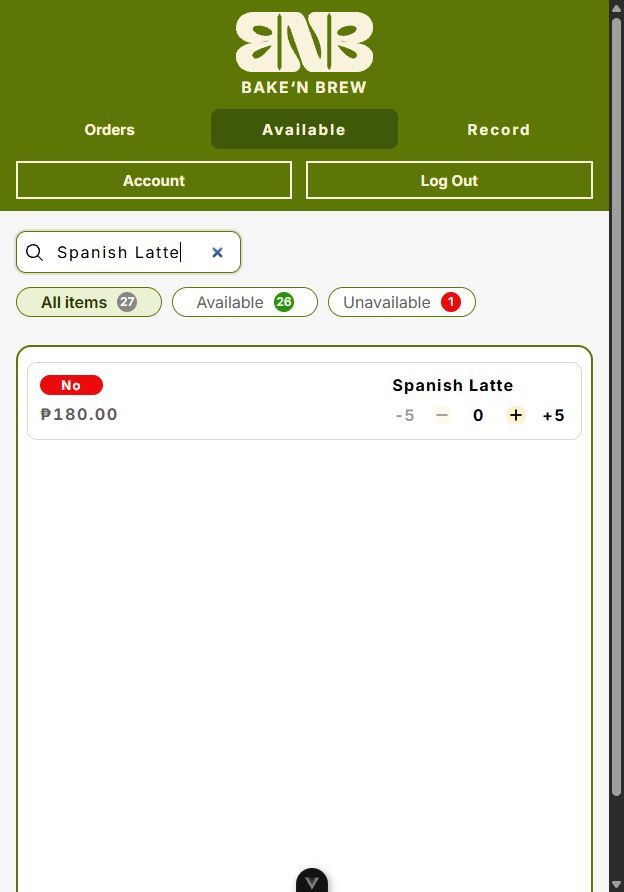 BNB
BAKE'N BREW
Orders Available Record
Account Log Out
Spanish Latte
All items 27 Available 26 Unavailable 1
No Spanish Latte
₱180.00 -5 − 0 + +5